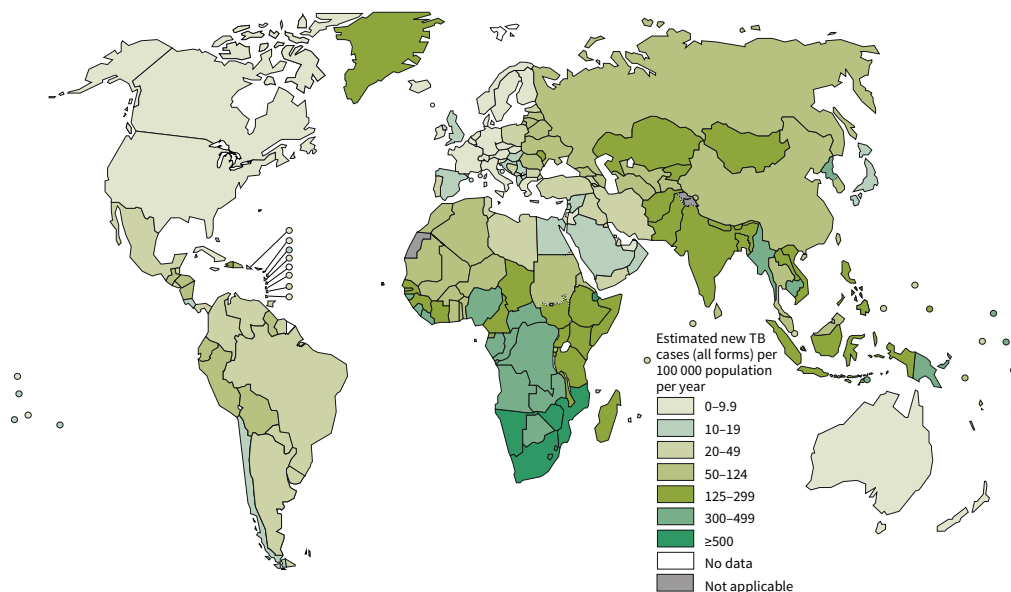 Estimated new TB
cases (all forms) per
100 000 population
per year
0–9.9
10–19
20–49
50–124
125–299
300–499
≥500
No data
Not applicable